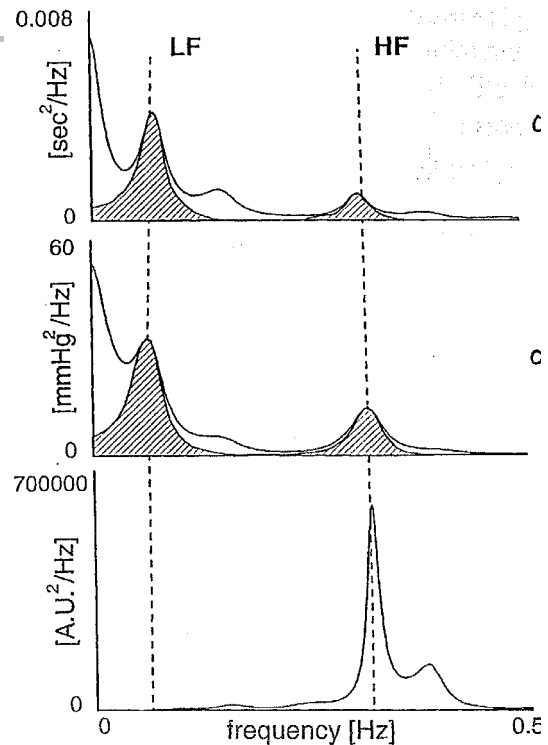 0.008
LF
HF
[sec²/Hz]
0
60
[mmHg²/Hz]
0
700000
[A.U.²/Hz]
0
0
frequency [Hz]
0.5